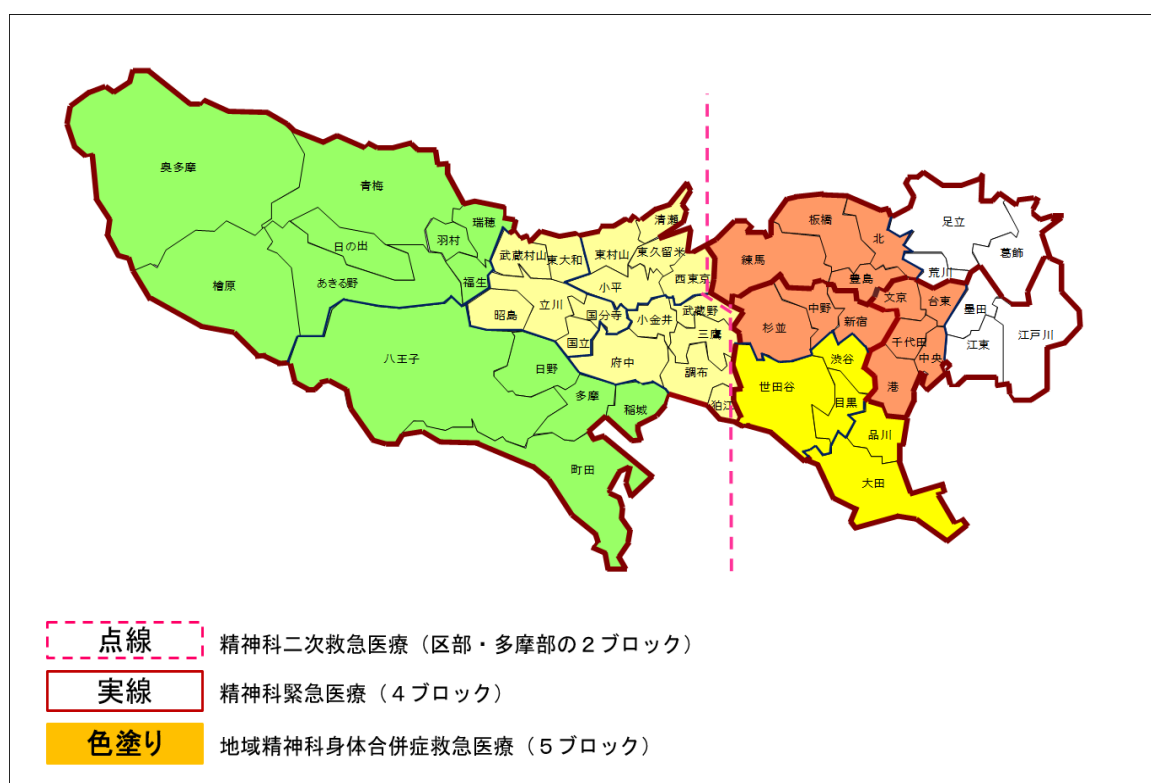 奥多摩
青梅
瑞穂
羽村
日の出
福生
あきる野
檜原
八王子
日野
多摩
稲城
町田
清瀬
武蔵村山
東大和
東村山
東久留米
西東京
小平
立川
昭島
国分寺
小金井
武蔵野
三鷹
国立
府中
調布
狛江
板橋
北
練馬
豊島
足立
葛飾
荒川
文京
台東
墨田
中野
新宿
杉並
千代田
中央
江東
江戸川
港
渋谷
世田谷
目黒
品川
大田
点線 精神科二次救急医療（区部・多摩部の２ブロック）
実線 精神科緊急医療（４ブロック）
色塗り 地域精神科身体合併症救急医療（５ブロック）